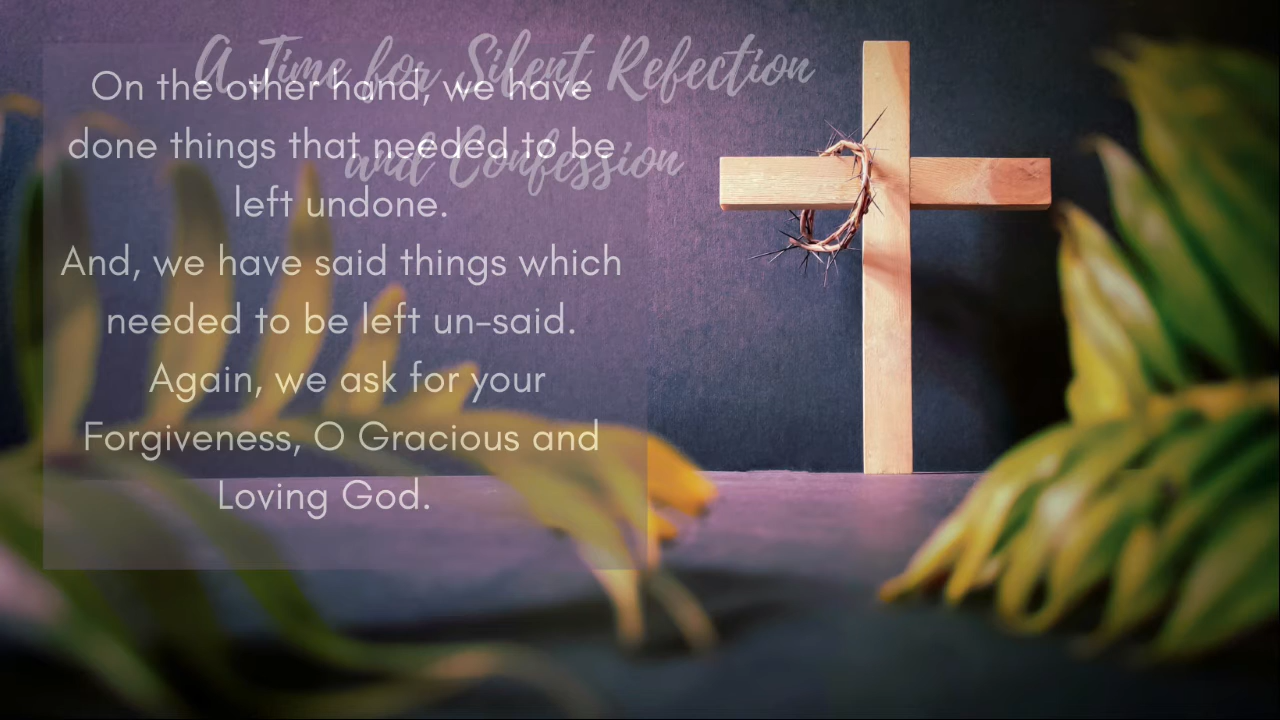 A Time for Silent Refection
and Confession
On the other hand, we have
done things that needed to be
left undone.
And, we have said things which
needed to be left un-said.
Again, we ask for your
Forgiveness, O Gracious and
Loving God.